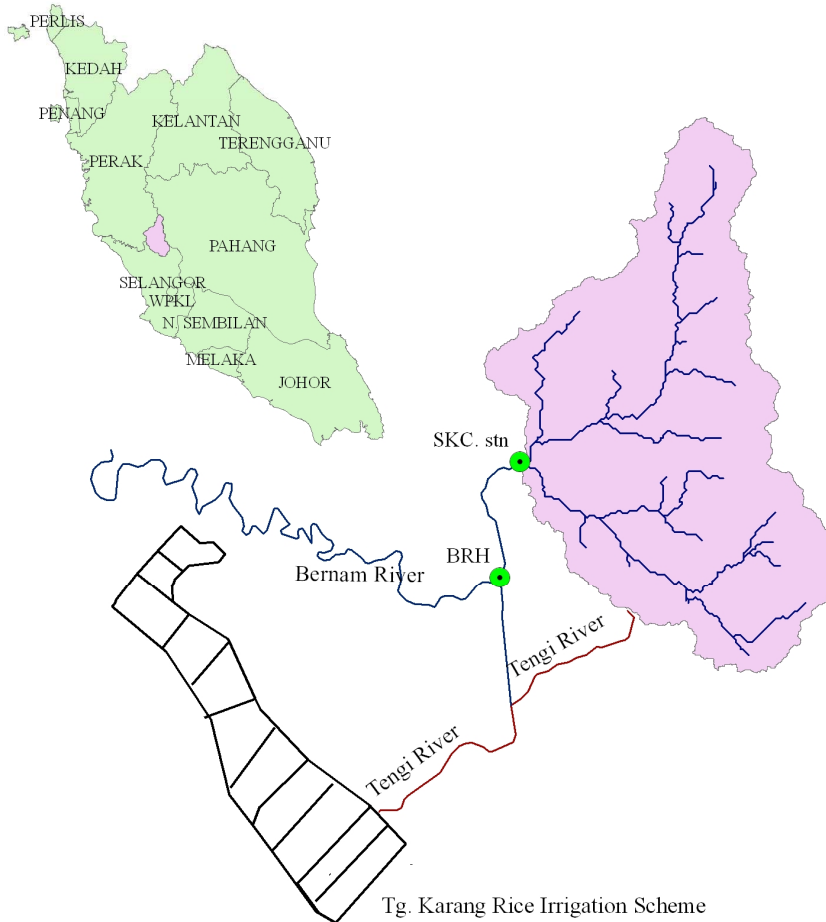 PERLIS
KEDAH
PENANG
KELANTAN
TERENGGANU
PERAK
PAHANG
SELANGOR
WPKL
N. SEMBILAN
MELAKA
JOHOR
SKC. stn
BRH
Bernam River
Tengi River
Tengi River
Tg. Karang Rice Irrigation Scheme